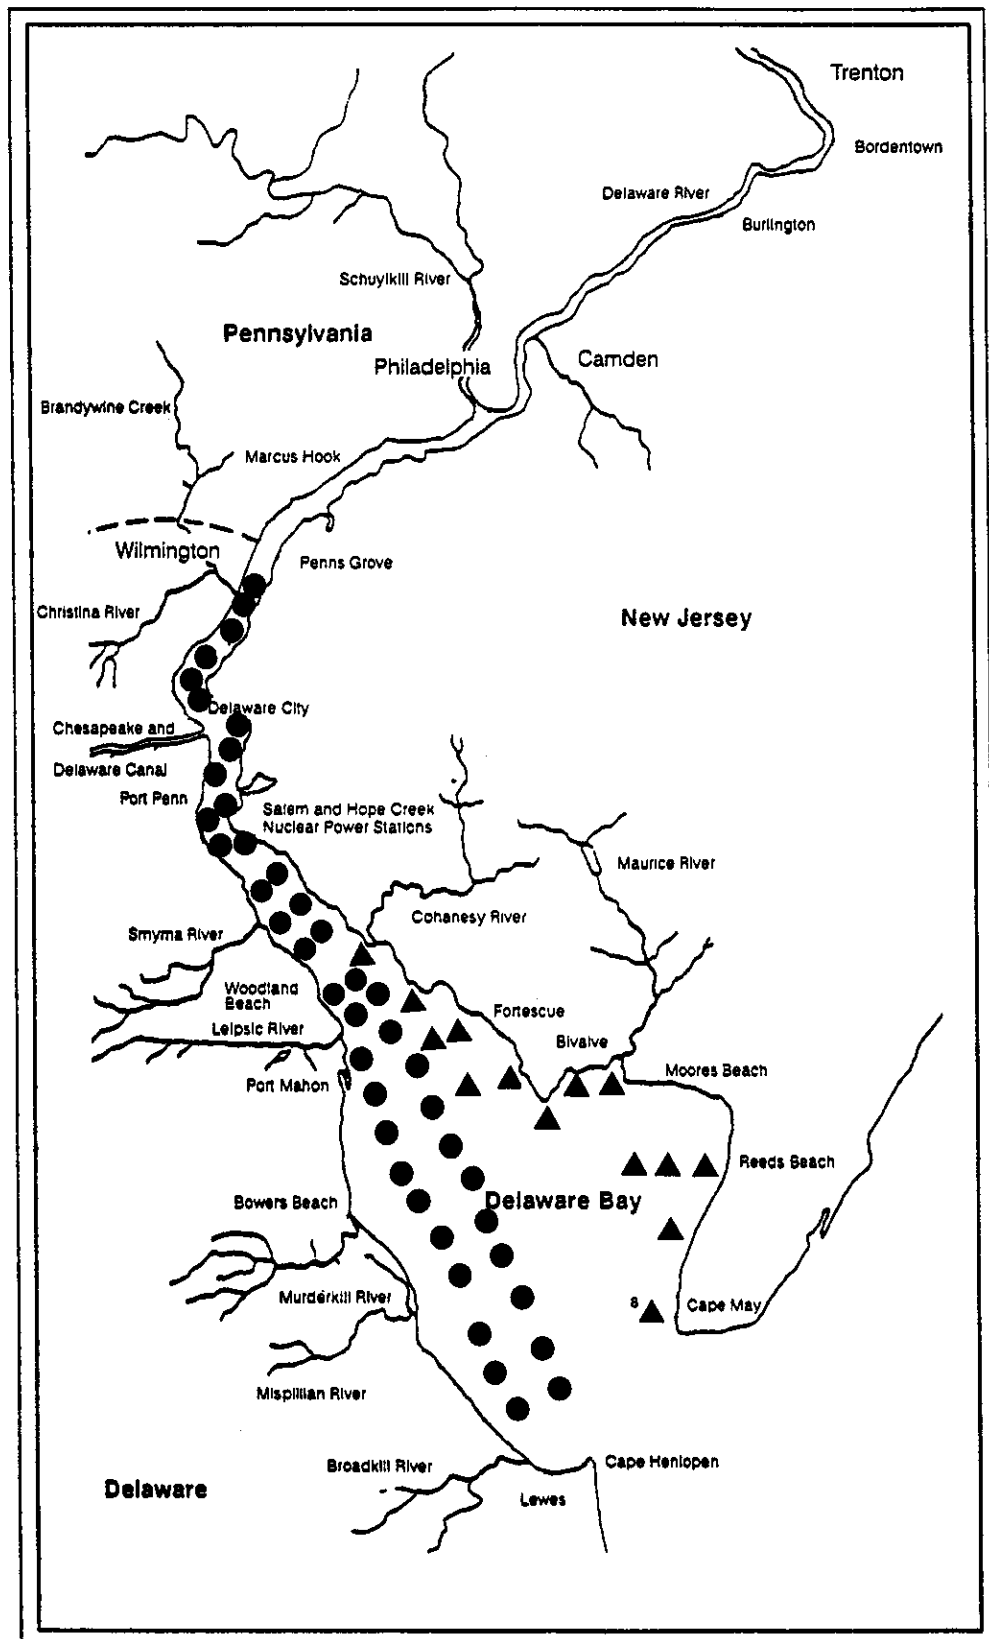 Trenton
Bordentown
Delaware River
Burlington
Schuylkill River
Pennsylvania
Philadelphia
Camden
Brandywine Creek
Marcus Hook
Wilmington
Penns Grove
Christina River
New Jersey
Delaware City
Chesapeake and
Delaware Canal
Port Penn
Salem and Hope Creek
Nuclear Power Stations
Maurice River
Cohanesy River
Smyrna River
Woodland
Beach
Fortescue
Leipsic River
Bivalve
Port Mahon
Moores Beach
Reeds Beach
Bowers Beach
Delaware Bay
Murderkill River
8
Cape May
Mispillian River
Broadkill River
Cape Henlopen
Delaware
Lewes